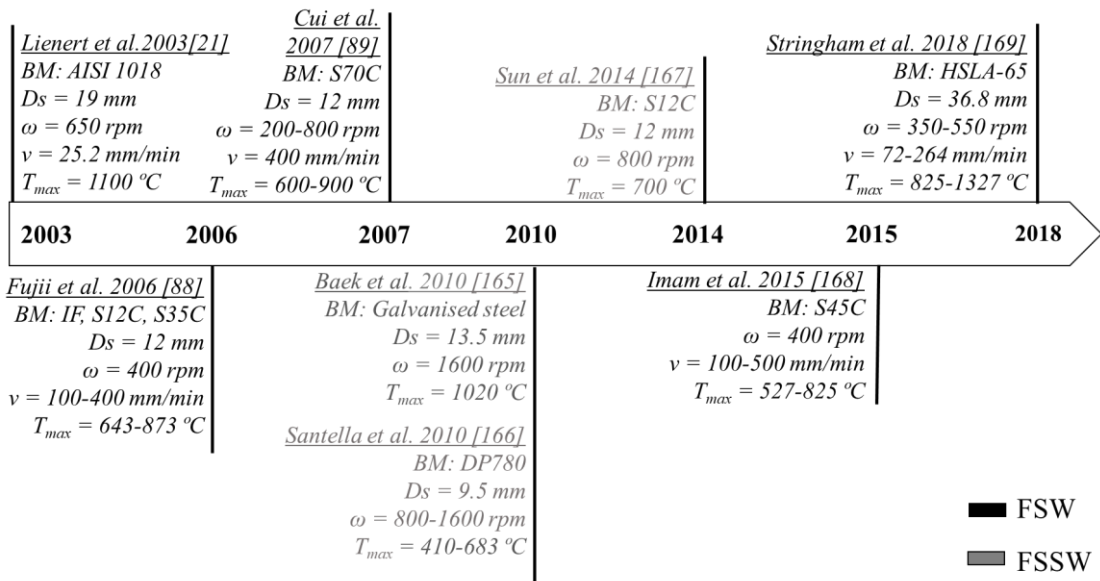 Lienert et al.2003[21]
BM: AISI 1018
Ds = 19 mm
ω = 650 rpm
v = 25.2 mm/min
Tmax = 1100 ºC
Cui et al.
2007 [89]
BM: S70C
Ds = 12 mm
ω = 200-800 rpm
v = 400 mm/min
Tmax = 600-900 ºC
Sun et al. 2014 [167]
BM: S12C
Ds = 12 mm
ω = 800 rpm
Tmax = 700 ºC
Stringham et al. 2018 [169]
BM: HSLA-65
Ds = 36.8 mm
ω = 350-550 rpm
v = 72-264 mm/min
Tmax = 825-1327 ºC
2003 2006 2007 2010 2014 2015 2018
Fujii et al. 2006 [88]
BM: IF, S12C, S35C
Ds = 12 mm
ω = 400 rpm
v = 100-400 mm/min
Tmax = 643-873 ºC
Baek et al. 2010 [165]
BM: Galvanised steel
Ds = 13.5 mm
ω = 1600 rpm
Tmax = 1020 ºC
Santella et al. 2010 [166]
BM: DP780
Ds = 9.5 mm
ω = 800-1600 rpm
Tmax = 410-683 ºC
Imam et al. 2015 [168]
BM: S45C
ω = 400 rpm
v = 100-500 mm/min
Tmax = 527-825 ºC
FSW
FSSW